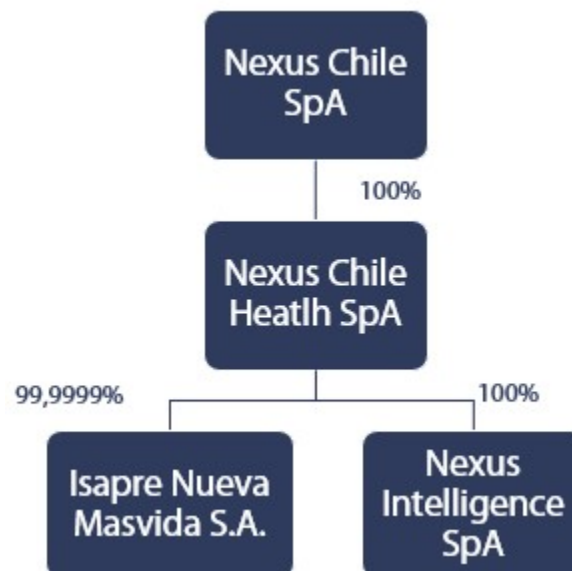 Nexus Chile
SpA
100%
Nexus Chile
Heatlh SpA
99,9999%
100%
Isapre Nueva
Masvida S.A.
Nexus
Intelligence
SpA